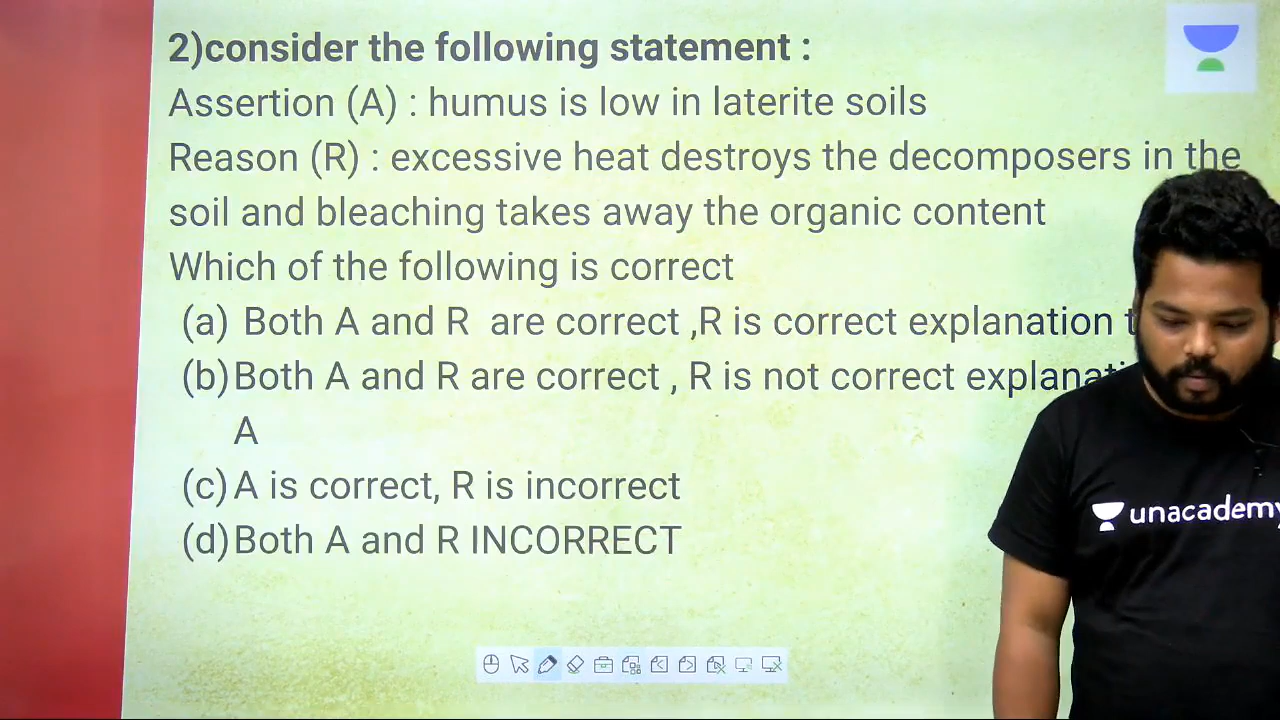 2)consider the following statement :
Assertion (A) : humus is low in laterite soils
Reason (R) : excessive heat destroys the decomposers in the
soil and bleaching takes away the organic content
Which of the following is correct
(a) Both A and R are correct ,R is correct explanation
(b)Both A and R are correct , R is not correct
A
(c)A is correct, R is incorrect
(d)Both A and R INCORRECT
unacademy